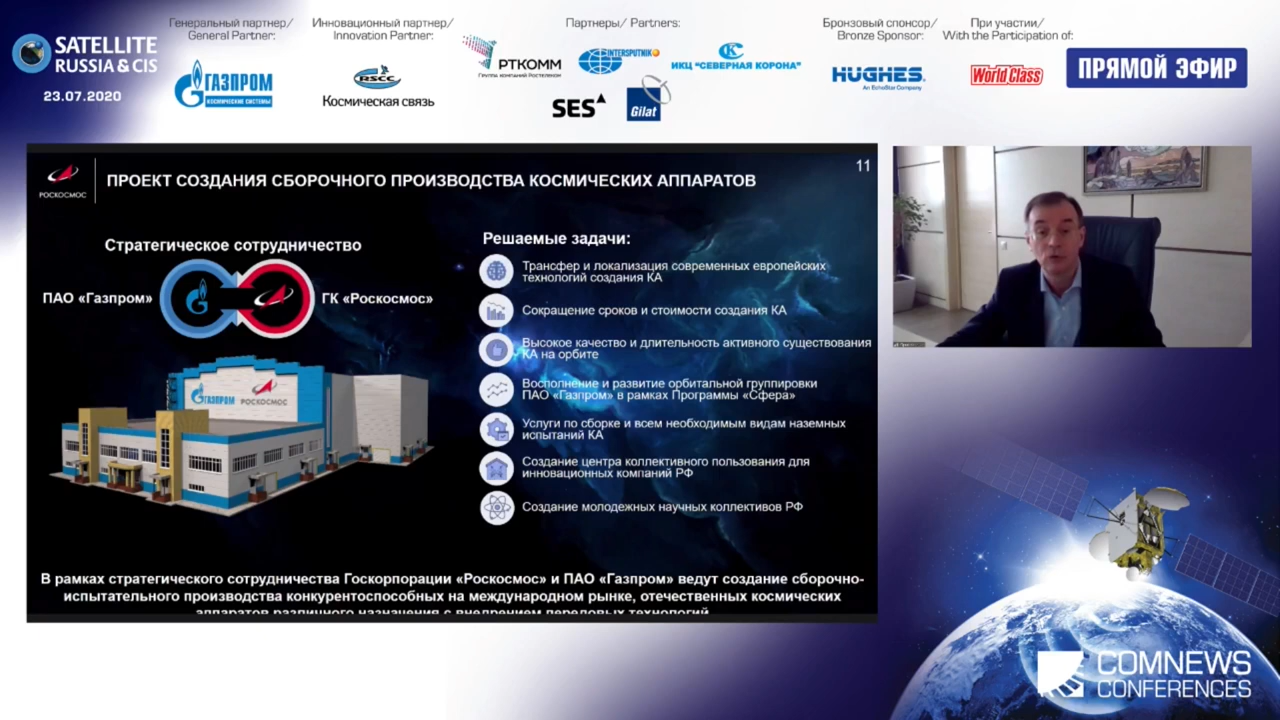 SATELLITE
RUSSIA & CIS
23.07.2020
Генеральный партнер/
General Partner:
ГАЗПРОМ
КОСМИЧЕСКИЕ СИСТЕМЫ
Инновационный партнер/
Innovation Partner:
RSCC
Космическая связь
Партнеры/ Partners:
РТКОММ
ГРУППА КОМПАНИЙ РОСТЕЛЕКОМ
INTERSPUTNIK
ИКЦ "СЕВЕРНАЯ КОРОНА"
SES
Gilat
Бронзовый спонсор/
Bronze Sponsor:
HUGHES.
An EchoStar Company
При участии/
With the Participation of:
World Class
ПРЯМОЙ ЭФИР
РОСКОСМОС
ПРОЕКТ СОЗДАНИЯ СБОРОЧНОГО ПРОИЗВОДСТВА КОСМИЧЕСКИХ АППАРАТОВ
11
Стратегическое сотрудничество
ПАО «Газпром»
ГК «Роскосмос»
ГАЗПРОМ
РОСКОСМОС
Решаемые задачи:
Трансфер и локализация современных европейских
технологий создания КА
Сокращение сроков и стоимости создания КА
Высокое качество и длительность активного существования
КА на орбите
Восполнение и развитие орбитальной группировки
ПАО «Газпром» в рамках Программы «Сфера»
Услуги по сборке и всем необходимым видам наземных
испытаний КА
Создание центра коллективного пользования для
инновационных компаний РФ
Создание молодежных научных коллективов РФ
В рамках стратегического сотрудничества Госкорпорации «Роскосмос» и ПАО «Газпром» ведут создание сборочно-
испытательного производства конкурентоспособных на международном рынке, отечественных космических
аппаратов различного назначения с внедрением передовых технологий
COMNEWS
CONFERENCES